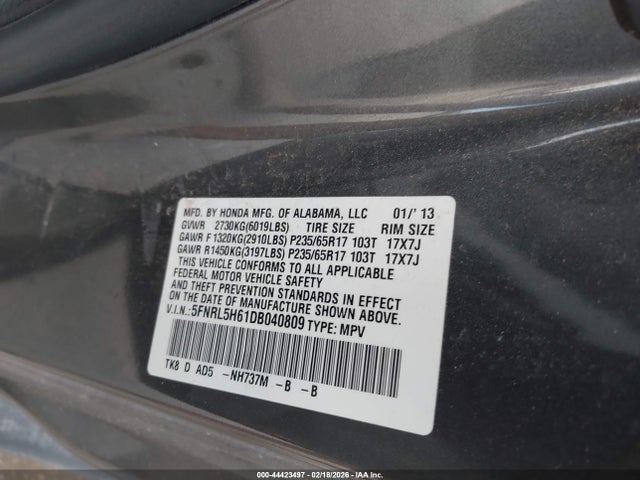 MFD. BY HONDA MFG. OF ALABAMA, LLC 01/'13
GVWR 2730KG(6019LBS) TIRE SIZE RIM SIZE
GAWR F 1320KG(2910LBS) P235/65R17 103T 17X7J
GAWR R 1450KG(3197LBS) P235/65R17 103T 17X7J
THIS VEHICLE CONFORMS TO ALL APPLICABLE
FEDERAL MOTOR VEHICLE SAFETY
AND THEFT PREVENTION STANDARDS IN EFFECT
ON THE DATE OF MANUFACTURE SHOWN ABOVE.
V.I.N.: 5FNRL5H61DB040809 TYPE: MPV
TK8 D AD5 -NH737M -B -B
000-44423497 | 02/18/2026 | IAA Inc.